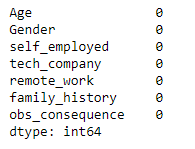 Age 0
Gender 0
self_employed 0
tech_company 0
remote_work 0
family_history 0
obs_consequence 0
dtype: int64